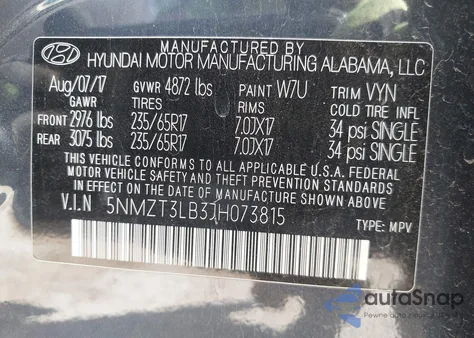 MANUFACTURED BY
HYUNDAI MOTOR MANUFACTURING ALABAMA, LLC
Aug/07/17 GVWR 4872 lbs PAINT W7U TRIM VYN
GAWR TIRES RIMS COLD TIRE INFL
FRONT 2976 lbs 235/65R17 7.0JX17 34 psi SINGLE
REAR 3075 lbs 235/65R17 7.0JX17 34 psi SINGLE
THIS VEHICLE CONFORMS TO ALL APPLICABLE U.S.A FEDERAL
MOTOR VEHICLE SAFETY AND THEFT PREVENTION STANDARDS
IN EFFECT ON THE DATE OF MANUFACTURE SHOWN ABOVE.
V.I.N 5NMZT3LB3JH073815 TYPE: MPV
autoSnap
Pewne auto